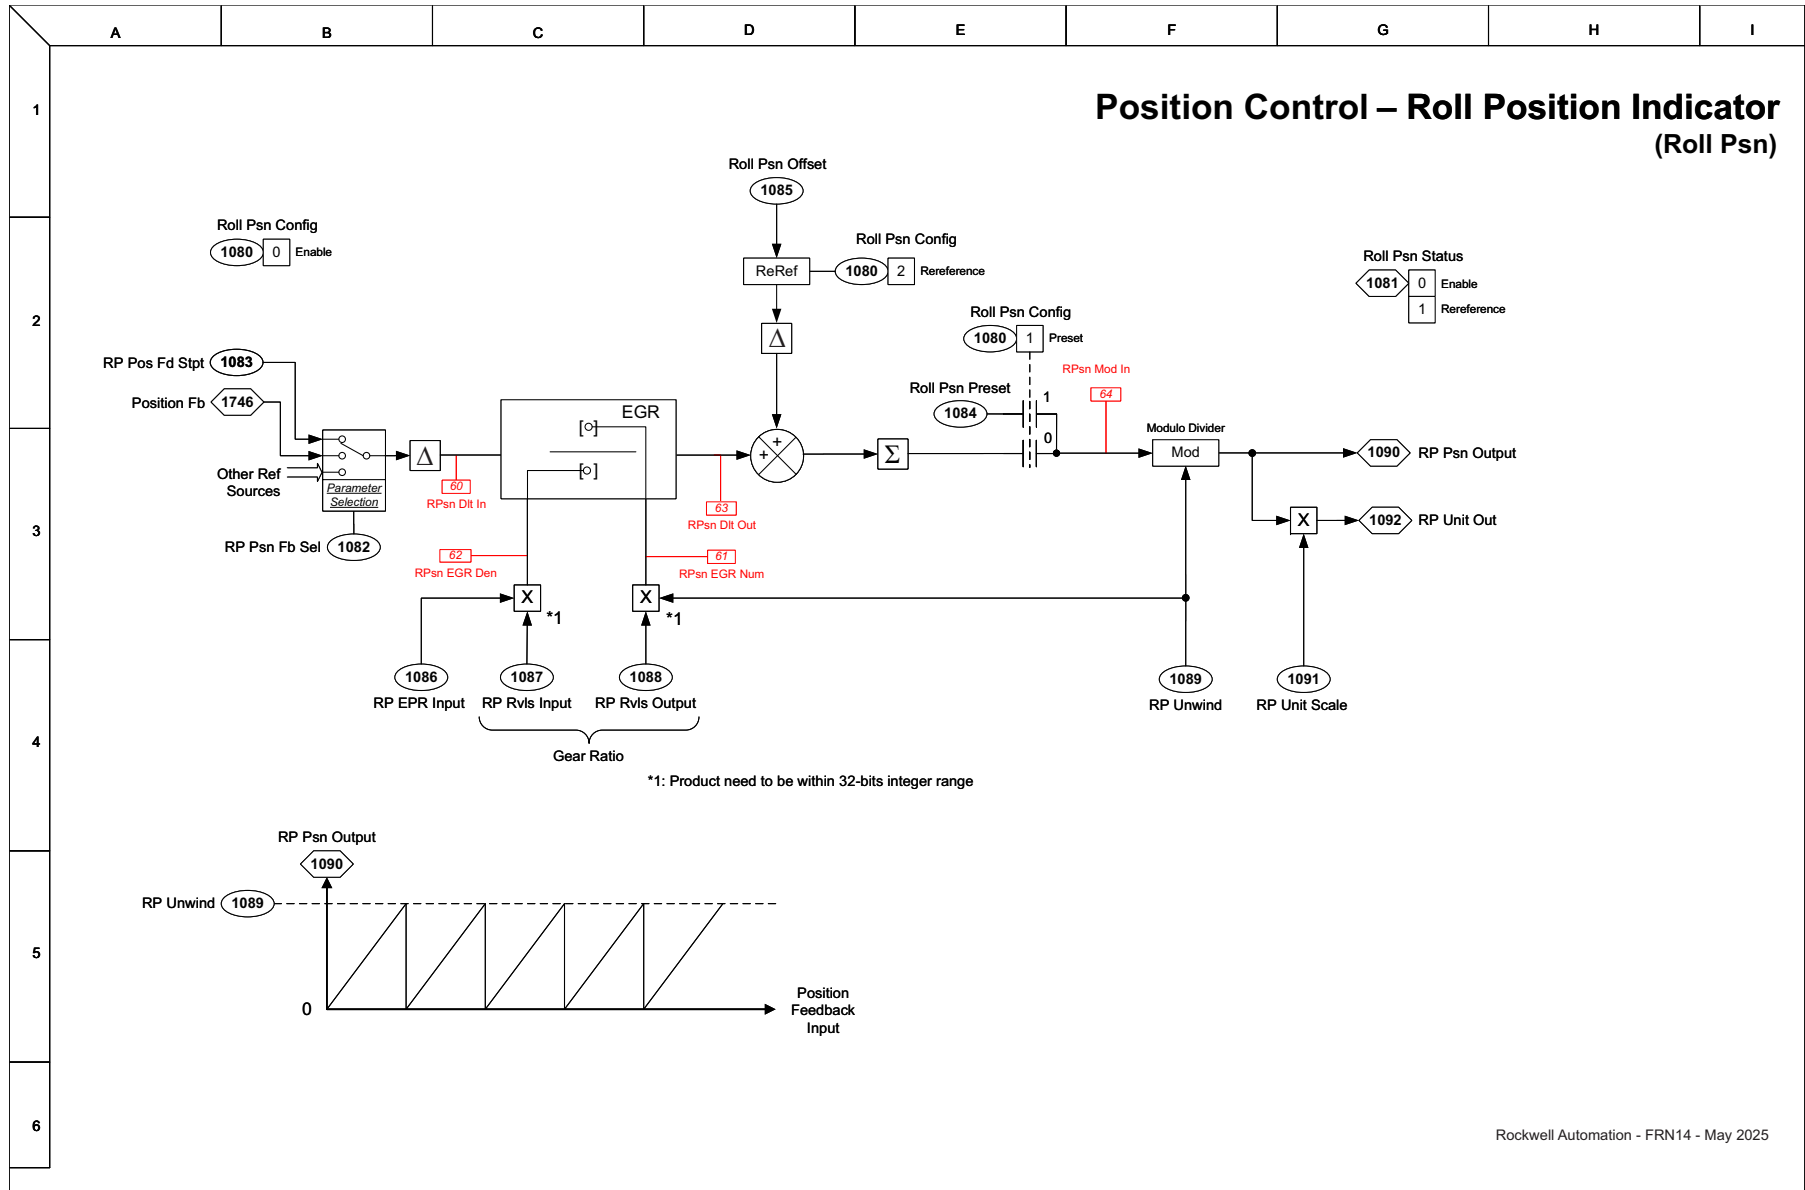 A B C D E F G H I
1
Position Control – Roll Position Indicator
(Roll Psn)
Roll Psn Offset
1085
Roll Psn Config
1080 0 Enable
Roll Psn Config
ReRef 1080 2 Rereference
Roll Psn Status
1081 0 Enable
1 Rereference
2
Δ
Roll Psn Config
1080 1 Preset
RP Pos Fd Stpt 1083
Position Fb 1746
RPsn Mod In
64
Roll Psn Preset
1084
1
0
EGR
[ ]
[ ]
Modulo Divider
Mod
Δ
+
+
Σ
1090 RP Psn Output
Other Ref
Sources
Parameter
Selection
60
RPsn Dlt In
63
RPsn Dlt Out
X
1092 RP Unit Out
3
RP Psn Fb Sel 1082
62
RPsn EGR Den
61
RPsn EGR Num
X
*1
X
*1
1086
RP EPR Input
1087
RP Rvls Input
1088
RP Rvls Output
1089
RP Unwind
1091
RP Unit Scale
4
Gear Ratio
*1: Product need to be within 32-bits integer range
RP Psn Output
1090
RP Unwind 1089
5
0
Position
Feedback
Input
6
Rockwell Automation - FRN14 - May 2025